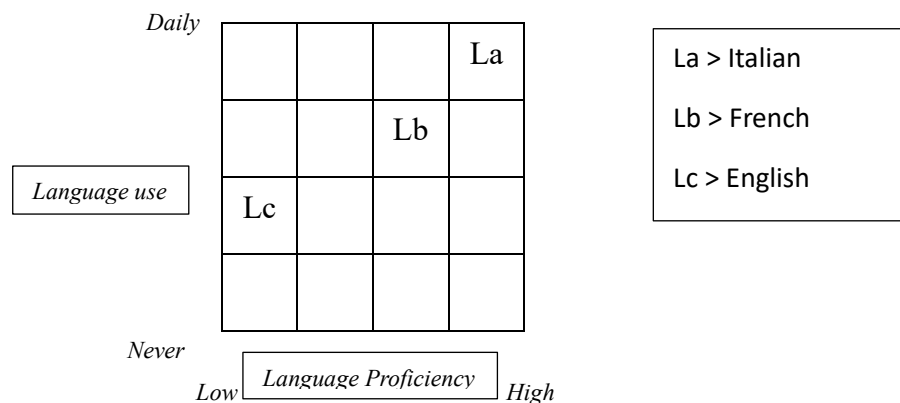 Daily
La
La > Italian
Lb > French
Lc > English
Lb
Language use
Lc
Never
Low
Language Proficiency
High